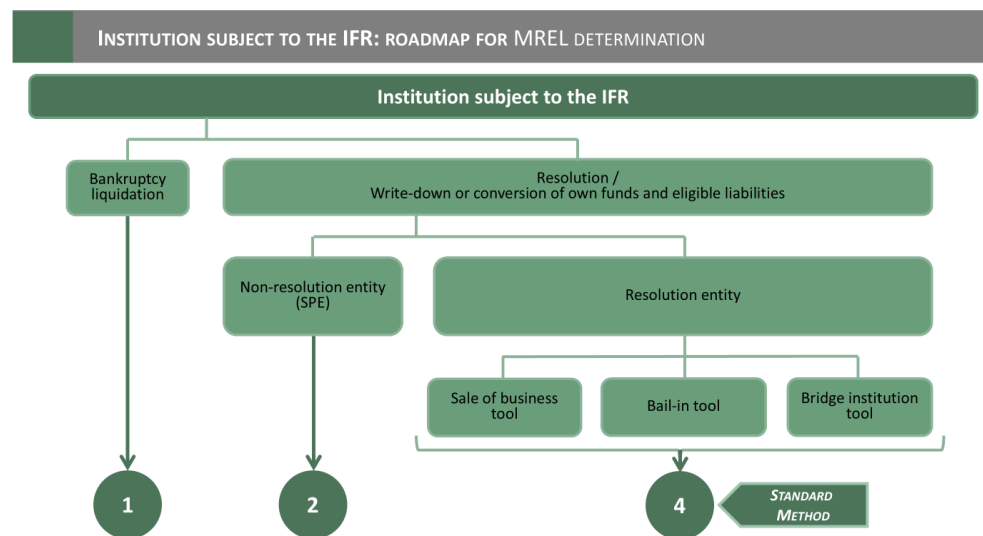 INSTITUTION SUBJECT TO THE IFR: ROADMAP FOR MREL DETERMINATION
Institution subject to the IFR
Bankruptcy
liquidation
Resolution /
Write-down or conversion of own funds and eligible liabilities
Non-resolution entity
(SPE)
Resolution entity
Sale of business
tool
Bail-in tool
Bridge institution
tool
1
2
4
STANDARD
METHOD